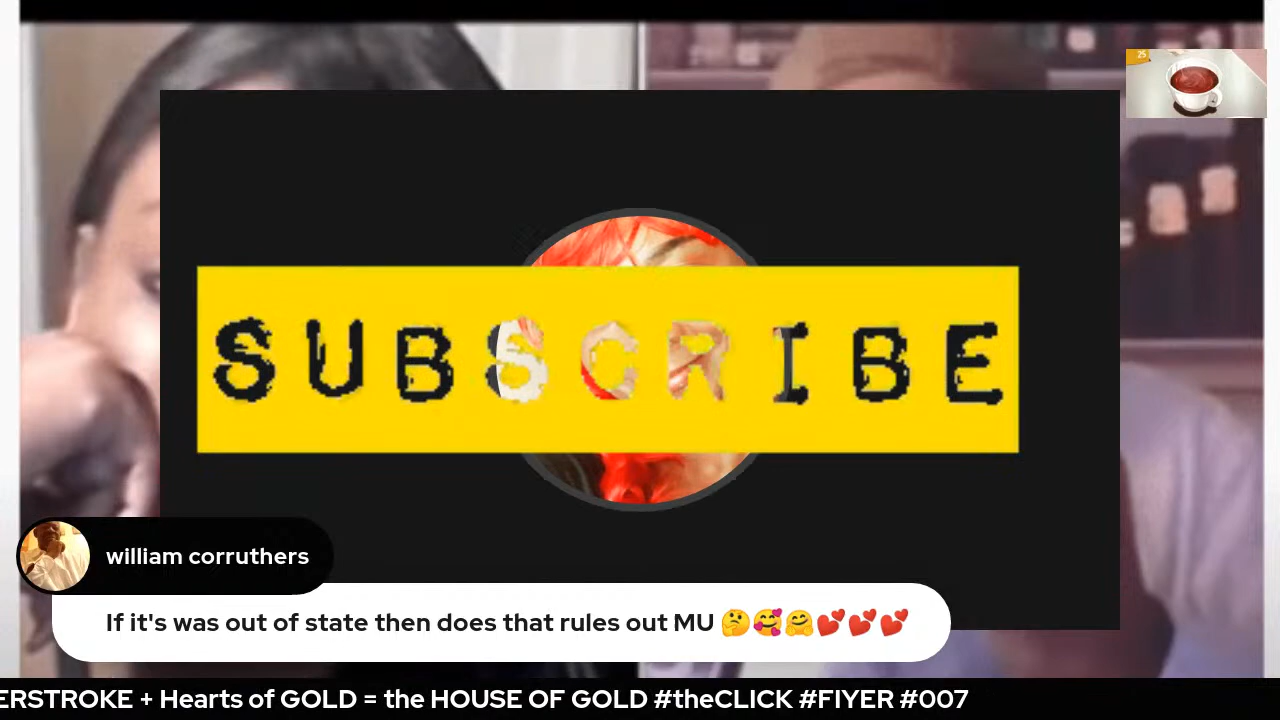 25
SUBSCRIBE
william corruthers
If it's was out of state then does that rules out MU 🤔🥰🤗💕💕💕
ERSTROKE + Hearts of GOLD = the HOUSE OF GOLD #theCLICK #FIYER #007